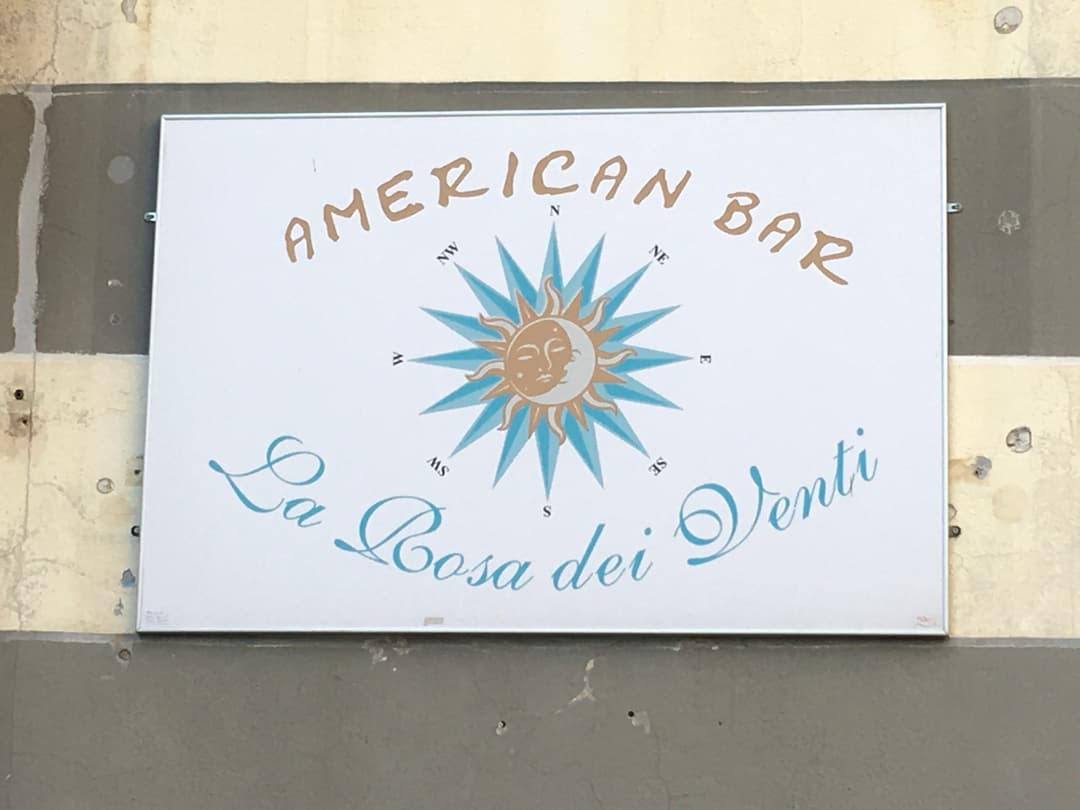 AMERICAN BAR
N
NW
NE
W
E
SW
SE
S
La Rosa dei Venti